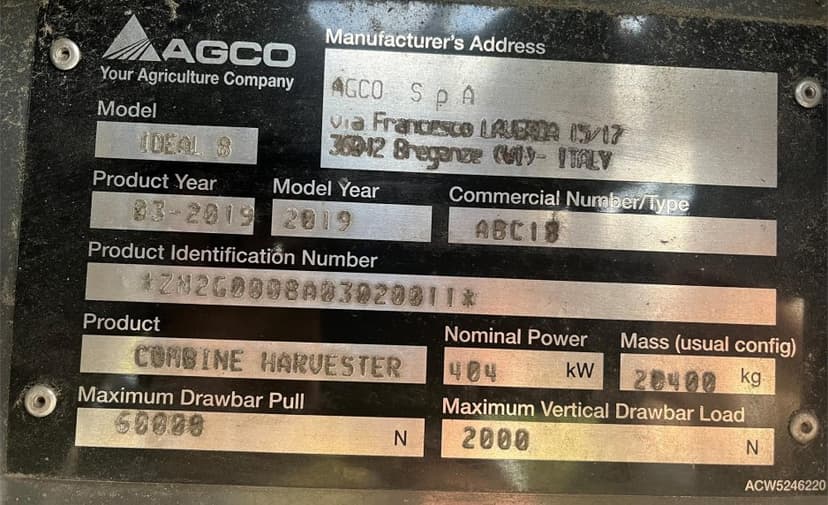 AGCO
Your Agriculture Company
Manufacturer's Address
AGCO SpA
via Francesco LAVERDA 15/17
36042 Breganze (VI)- ITALY
Model
IDEAL 8
Product Year
03-2019
Model Year
2019
Commercial Number/Type
ABC18
Product Identification Number
*ZN2G0008A03020011*
Product
COMBINE HARVESTER
Nominal Power
404 kW
Mass (usual config)
20400 kg
Maximum Drawbar Pull
60000 N
Maximum Vertical Drawbar Load
2000 N
ACW5246220